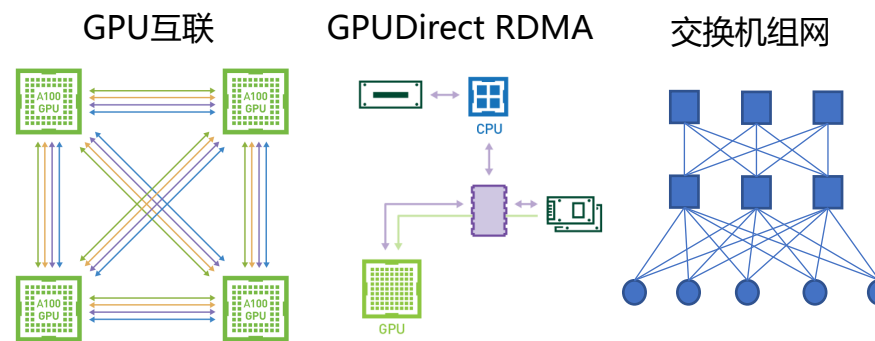 GPU互联
GPUDirect RDMA
交换机组网
A100
GPU
A100
GPU
CPU
A100
GPU
A100
GPU
GPU